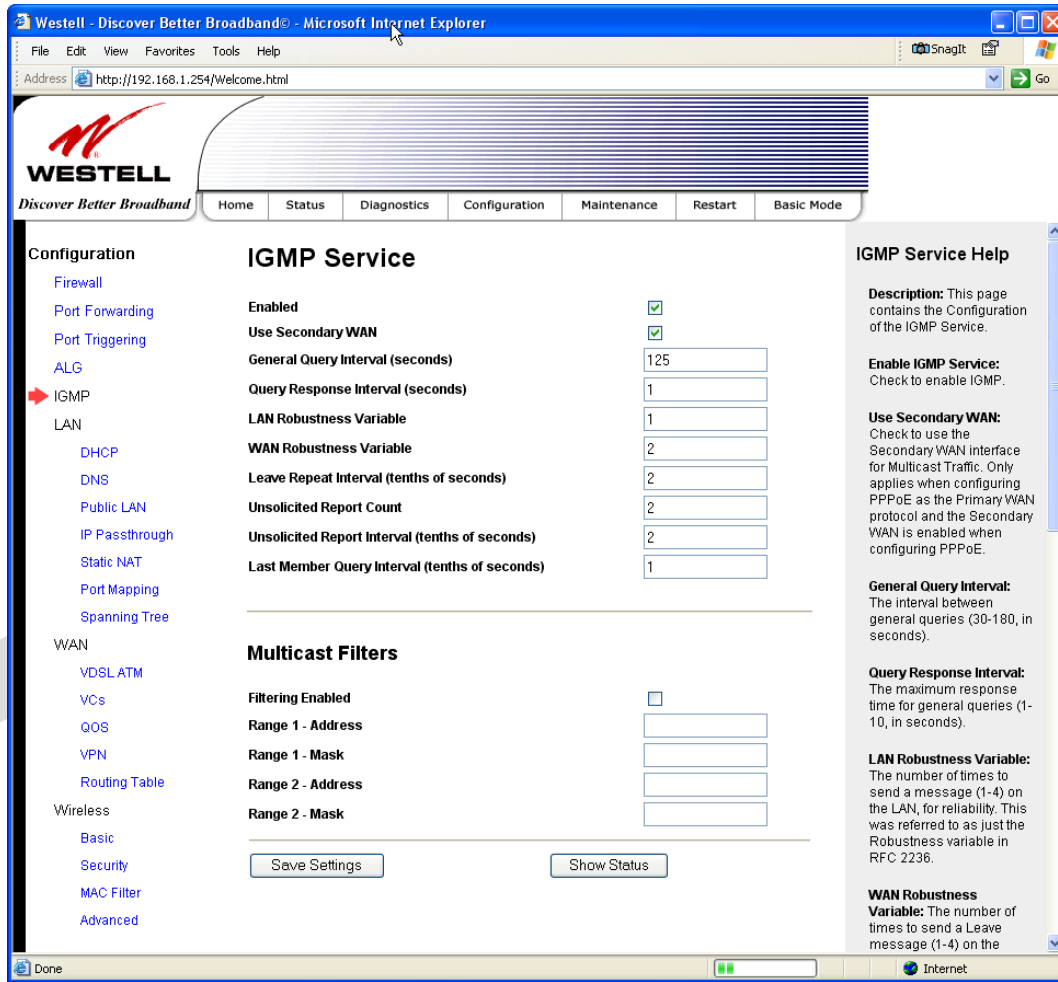 Westell - Discover Better Broadband© - Microsoft Internet Explorer
File Edit View Favorites Tools Help
SnagIt
Address http://192.168.1.254/Welcome.html
Go
WESTELL
Discover Better Broadband
Home Status Diagnostics Configuration Maintenance Restart Basic Mode
Configuration
Firewall
Port Forwarding
Port Triggering
ALG
IGMP
LAN
DHCP
DNS
Public LAN
IP Passthrough
Static NAT
Port Mapping
Spanning Tree
WAN
VDSL ATM
VCs
QOS
VPN
Routing Table
Wireless
Basic
Security
MAC Filter
Advanced
IGMP Service
Enabled
Use Secondary WAN
General Query Interval (seconds) 125
Query Response Interval (seconds) 1
LAN Robustness Variable 1
WAN Robustness Variable 2
Leave Repeat Interval (tenths of seconds) 2
Unsolicited Report Count 2
Unsolicited Report Interval (tenths of seconds) 2
Last Member Query Interval (tenths of seconds) 1
Multicast Filters
Filtering Enabled
Range 1 - Address
Range 1 - Mask
Range 2 - Address
Range 2 - Mask
Save Settings Show Status
IGMP Service Help
Description: This page
contains the Configuration
of the IGMP Service.
Enable IGMP Service:
Check to enable IGMP.
Use Secondary WAN:
Check to use the
Secondary WAN interface
for Multicast Traffic. Only
applies when configuring
PPPoE as the Primary WAN
protocol and the Secondary
WAN is enabled when
configuring PPPoE.
General Query Interval:
The interval between
general queries (30-180, in
seconds).
Query Response Interval:
The maximum response
time for general queries (1-
10, in seconds).
LAN Robustness Variable:
The number of times to
send a message (1-4) on
the LAN, for reliability. This
was referred to as just the
Robustness variable in
RFC 2236.
WAN Robustness
Variable: The number of
times to send a Leave
message (1-4) on the
Done
Internet